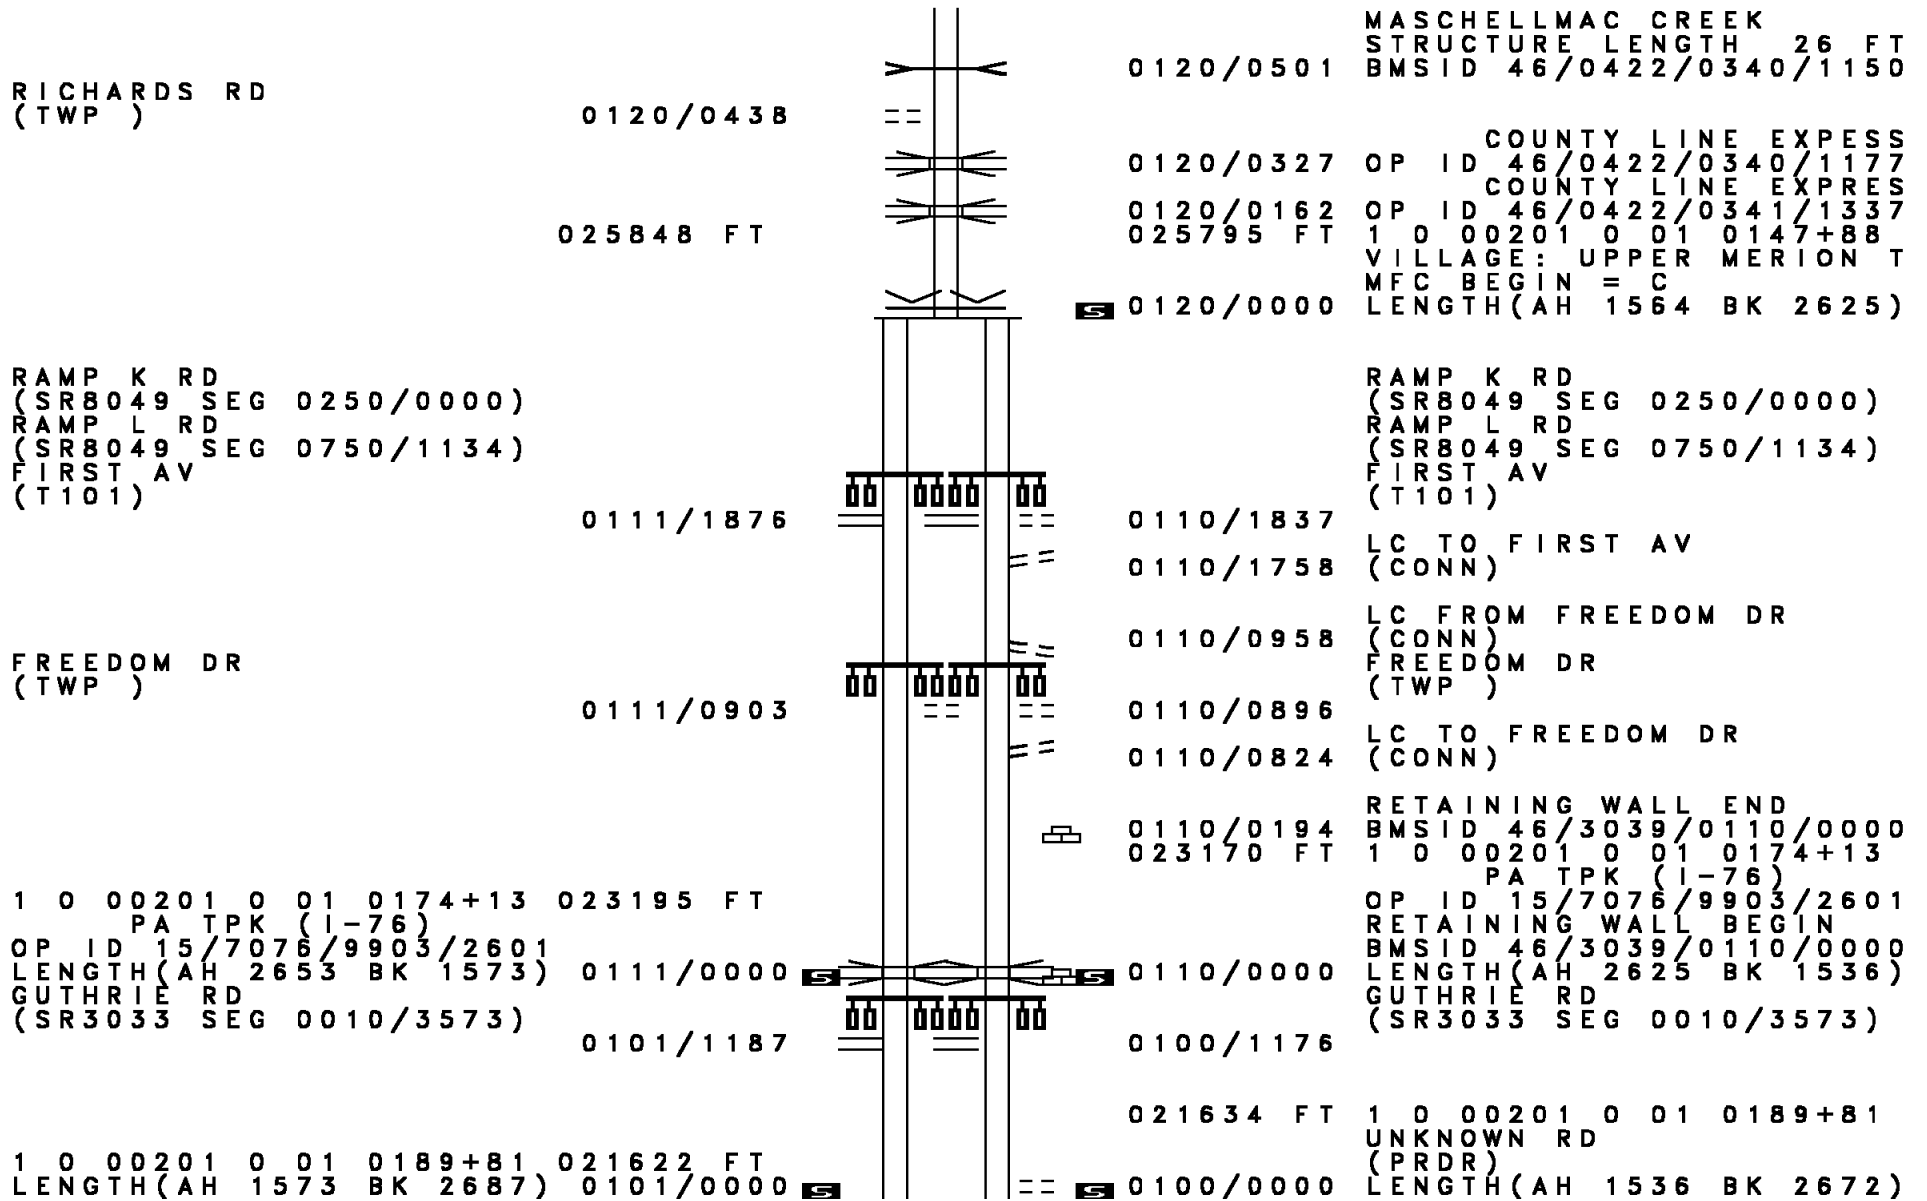 MASCHELLMAC CREEK
STRUCTURE LENGTH 26 FT
0120/0501 BMSID 46/0422/0340/1150
RICHARDS RD
(TWP ) 0120/0438
COUNTY LINE EXPESS
0120/0327 OP ID 46/0422/0340/1177
COUNTY LINE EXPRES
0120/0162 OP ID 46/0422/0341/1337
025848 FT 025795 FT 1 0 00201 0 01 0147+88
VILLAGE: UPPER MERION T
MFC BEGIN = C
S 0120/0000 LENGTH(AH 1564 BK 2625)
RAMP K RD RAMP K RD
(SR8049 SEG 0250/0000) (SR8049 SEG 0250/0000)
RAMP L RD RAMP L RD
(SR8049 SEG 0750/1134) (SR8049 SEG 0750/1134)
FIRST AV FIRST AV
(T101) (T101)
0111/1876 0110/1837
LC TO FIRST AV
0110/1758 (CONN)
LC FROM FREEDOM DR
0110/0958 (CONN)
FREEDOM DR FREEDOM DR
(TWP ) (TWP )
0111/0903 0110/0896
LC TO FREEDOM DR
0110/0824 (CONN)
RETAINING WALL END
0110/0194 BMSID 46/3039/0110/0000
023170 FT 1 0 00201 0 01 0174+13
PA TPK (I-76)
1 0 00201 0 01 0174+13 023195 FT OP ID 15/7076/9903/2601
PA TPK (I-76) RETAINING WALL BEGIN
OP ID 15/7076/9903/2601 BMSID 46/3039/0110/0000
LENGTH(AH 2653 BK 1573) 0111/0000 S S 0110/0000 LENGTH(AH 2625 BK 1536)
GUTHRIE RD GUTHRIE RD
(SR3033 SEG 0010/3573) (SR3033 SEG 0010/3573)
0101/1187 0100/1176
021634 FT 1 0 00201 0 01 0189+81
UNKNOWN RD
1 0 00201 0 01 0189+81 021622 FT (PRDR)
LENGTH(AH 1573 BK 2687) 0101/0000 S S 0100/0000 LENGTH(AH 1536 BK 2672)